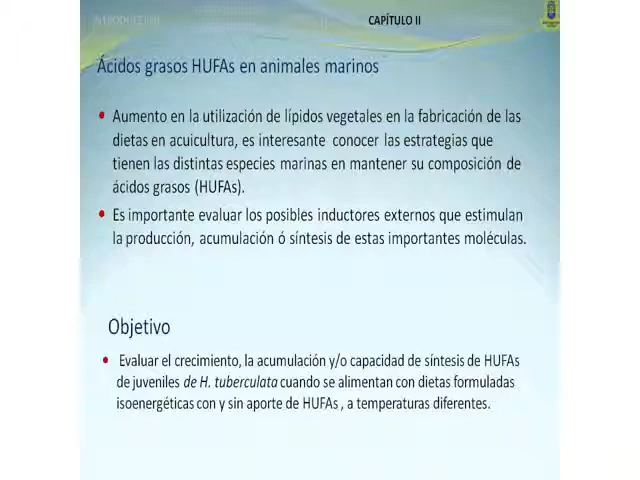 INTRODUCCIÓN
CAPÍTULO II
Ácidos grasos HUFAs en animales marinos
• Aumento en la utilización de lípidos vegetales en la fabricación de las
dietas en acuicultura, es interesante conocer las estrategias que
tienen las distintas especies marinas en mantener su composición de
ácidos grasos (HUFAs).
• Es importante evaluar los posibles inductores externos que estimulan
la producción, acumulación ó síntesis de estas importantes moléculas.
Objetivo
• Evaluar el crecimiento, la acumulación y/o capacidad de síntesis de HUFAs
de juveniles de H. tuberculata cuando se alimentan con dietas formuladas
isoenergéticas con y sin aporte de HUFAs , a temperaturas diferentes.